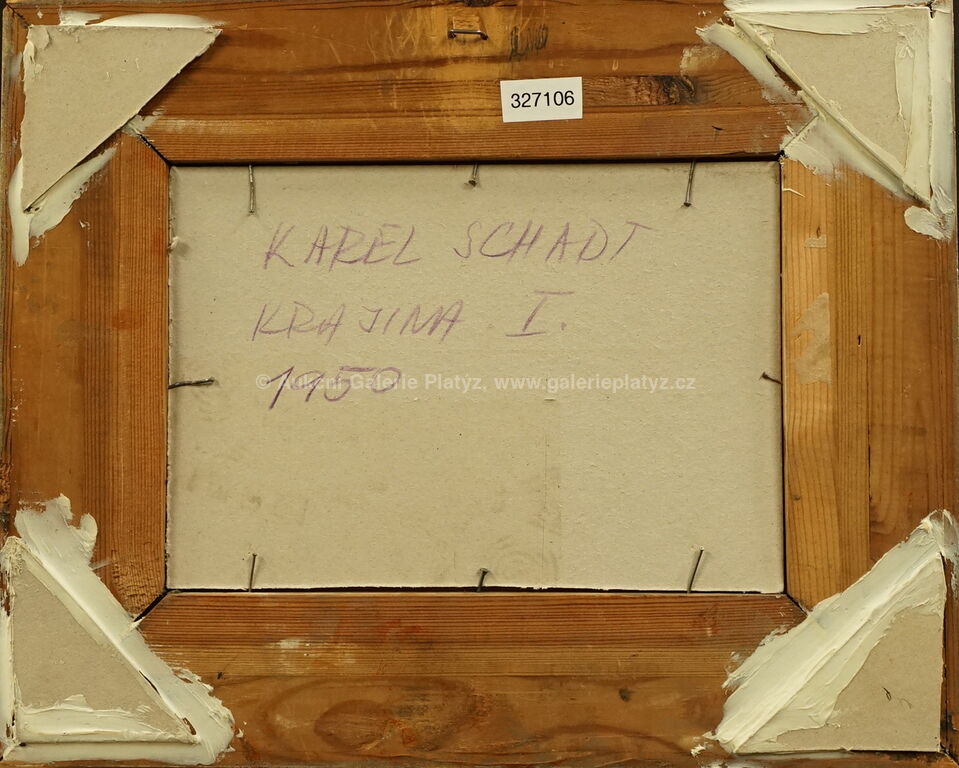 327106
KAREL SCHADT
KRAJINA I.
1950
© Aukční Galerie Platýz, www.galerieplatyz.cz